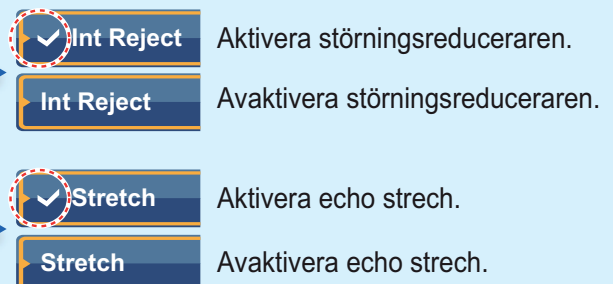 Int Reject Aktivera störningsreduceraren.
Int Reject Avaktivera störningsreduceraren.
Stretch Aktivera echo strech.
Stretch Avaktivera echo strech.